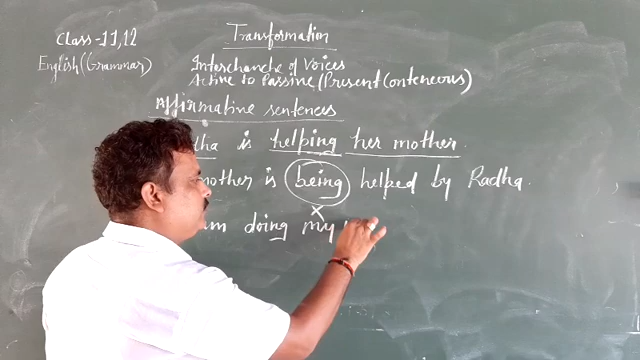 Class-11,12
English(Grammar)
Transformation
Interchange of Voices
Active to Passive (Present Conteneous)
Affirmative sentences
is helping her mother.
mother is being helped by Radha.
am doing my